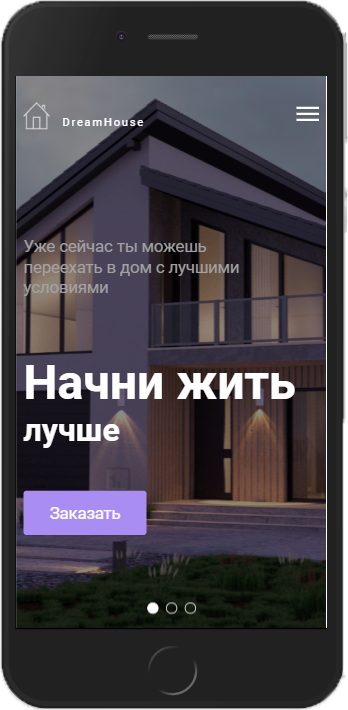 DreamHouse
Уже сейчас ты можешь
переехать в дом с лучшими
условиями
Начни жить
лучше
Заказать